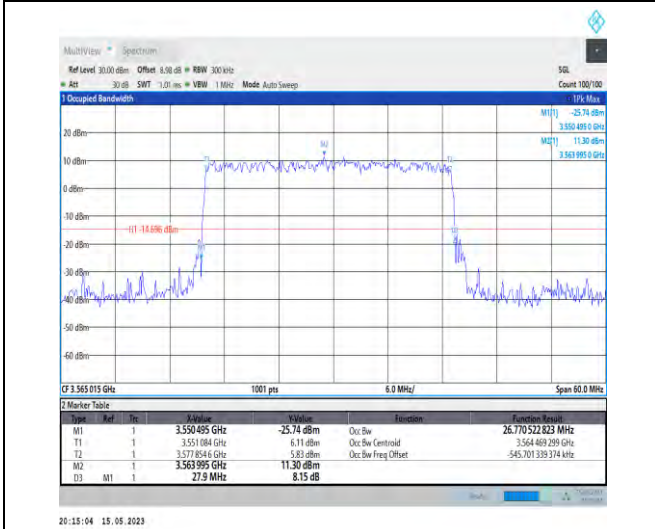 MultiView Spectrum
Ref Level 30.00 dBm Offset 8.98 dB RBW 300 kHz SGL
Att 30 dB SWT 1.01 ms VBW 1 MHz Mode Auto Sweep Count 100/100
1 Occupied Bandwidth 1Pk Max
M1[1] -25.74 dBm
3.550 495 0 GHz
M2[1] 11.30 dBm
3.563 995 0 GHz
20 dBm
T1 M2 T2
10 dBm
0 dBm
-10 dBm
H1 -14.696 dBm
-20 dBm
-30 dBm
-40 dBm
-50 dBm
-60 dBm
CF 3.565 015 GHz 1001 pts 6.0 MHz/ Span 60.0 MHz
2 Marker Table
Type Ref Trc X-Value Y-Value Function Function Result
M1 1 3.550 495 GHz -25.74 dBm Occ Bw 26.770 522 823 MHz
T1 1 3.551 084 GHz 6.11 dBm Occ Bw Centroid 3.564 469 299 GHz
T2 1 3.577 854 6 GHz 5.83 dBm Occ Bw Freq Offset -545.701 339 374 kHz
M2 1 3.563 995 GHz 11.30 dBm
D3 M1 1 27.9 MHz 8.15 dB
20:15:04 15.05.2023